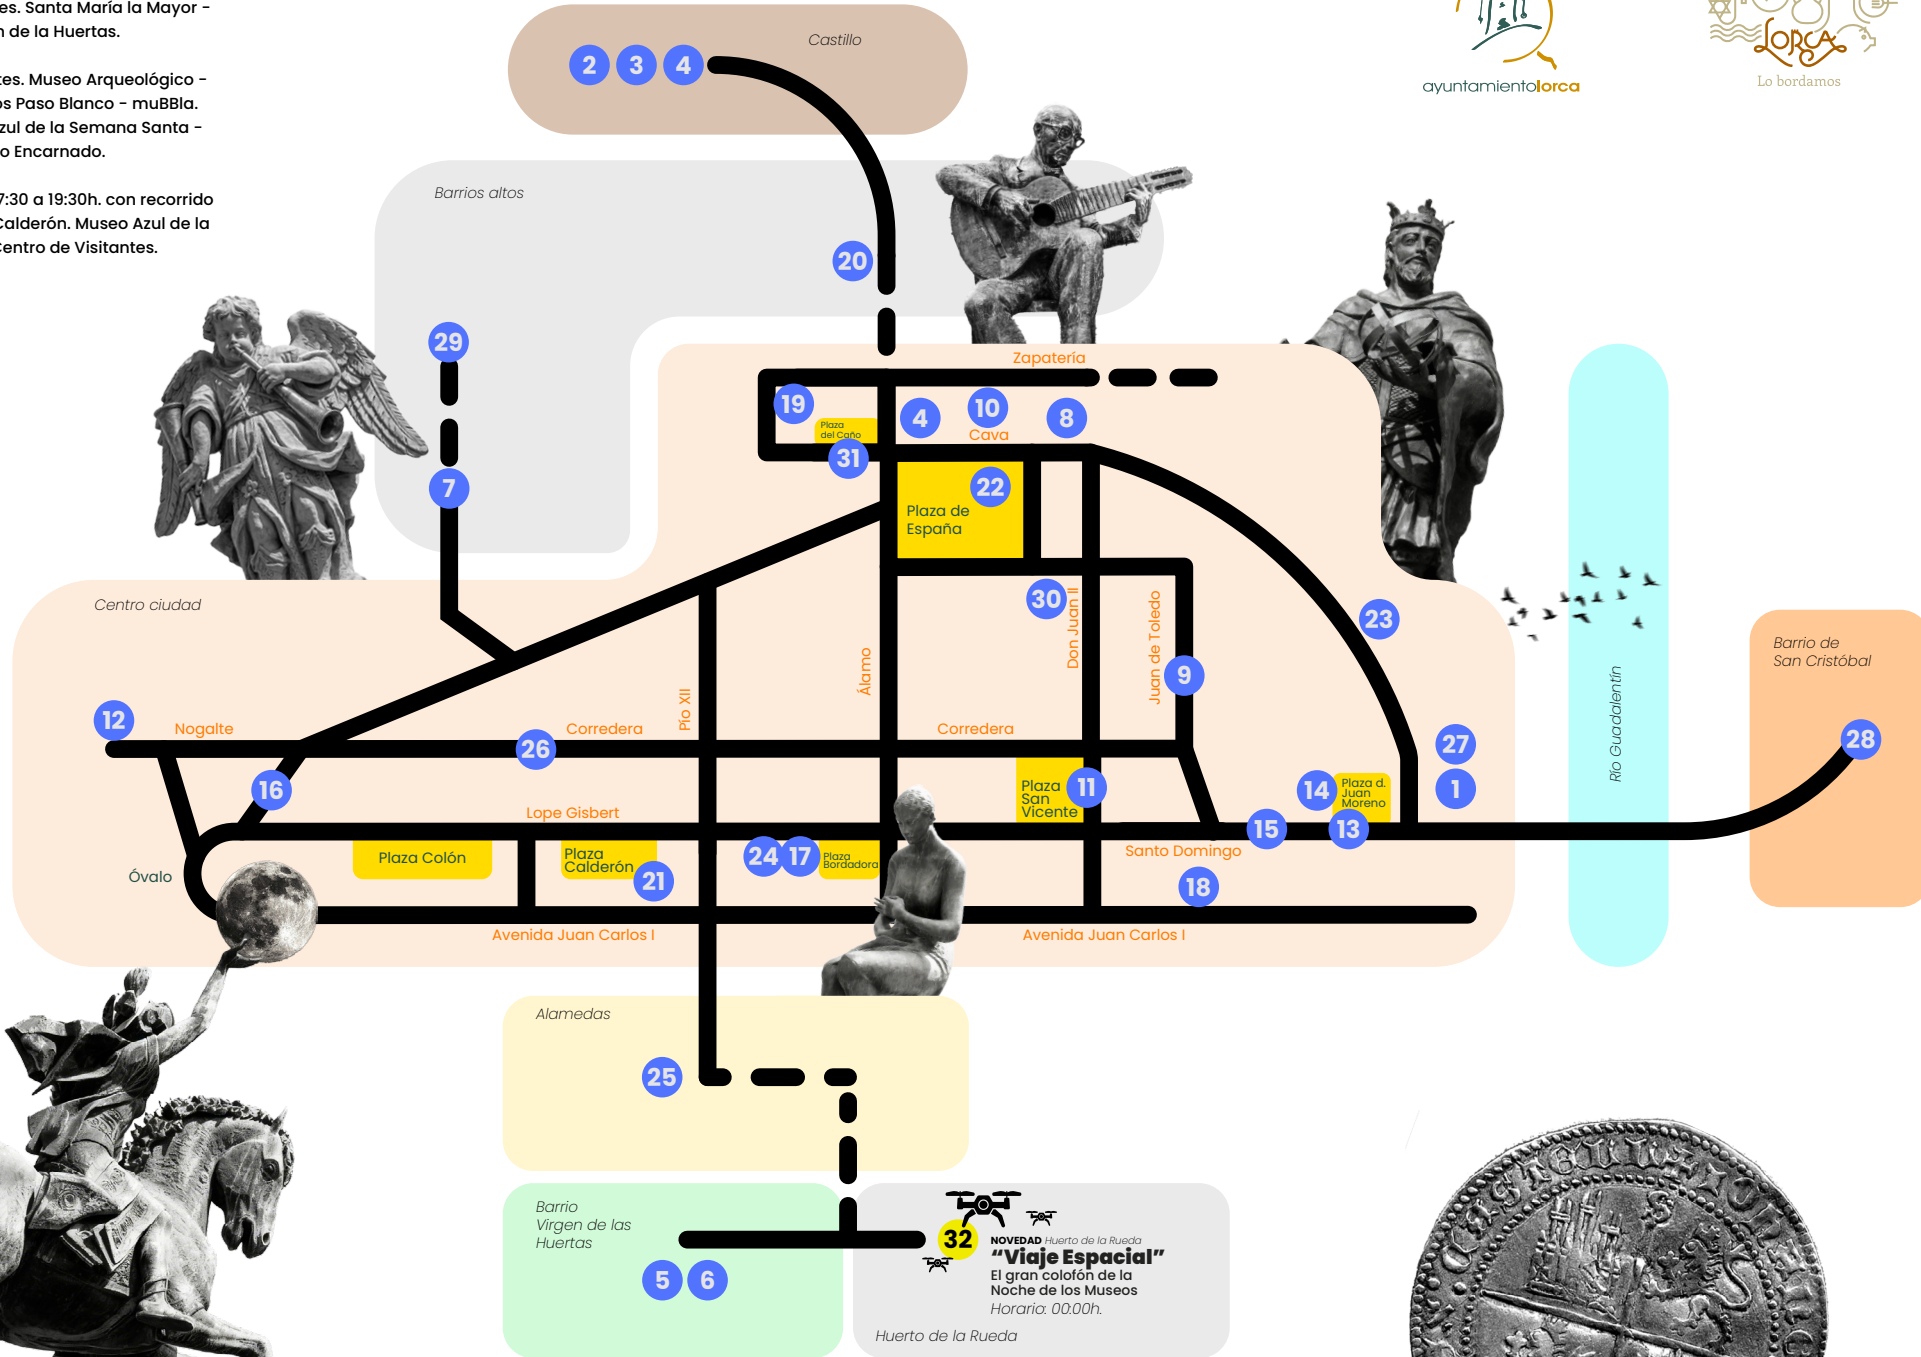 es. Santa María la Mayor -
n de la Huertas.
tes. Museo Arqueológico -
os Paso Blanco - muBBla.
zul de la Semana Santa -
o Encarnado.
7:30 a 19:30h. con recorrido
Calderón. Museo Azul de la
Centro de Visitantes.
ayuntamientolorca
LORCA
Lo bordamos
Castillo
2 3 4
Barrios altos
20
29
7
Zapatería
19
4
10
8
Plaza
del Caño
Cava
31
22
Plaza de
España
Centro ciudad
30
Don Juan II
Juan de Toledo
23
Álamo
Pío XII
9
12
Nogalte
Corredera
26
Corredera
27
16
Plaza
San
Vicente
11
14
Plaza d.
Juan
Moreno
1
Lope Gisbert
15
13
Óvalo
Plaza Colón
Plaza
Calderón
21
24 17
Plaza
Bordadora
Santo Domingo
18
Avenida Juan Carlos I
Avenida Juan Carlos I
Río Guadalentín
Barrio de
San Cristóbal
28
Alamedas
25
Barrio
Virgen de las
Huertas
5 6
32
NOVEDAD Huerto de la Rueda
“Viaje Espacial”
El gran colofón de la
Noche de los Museos
Horario: 00:00h.
Huerto de la Rueda